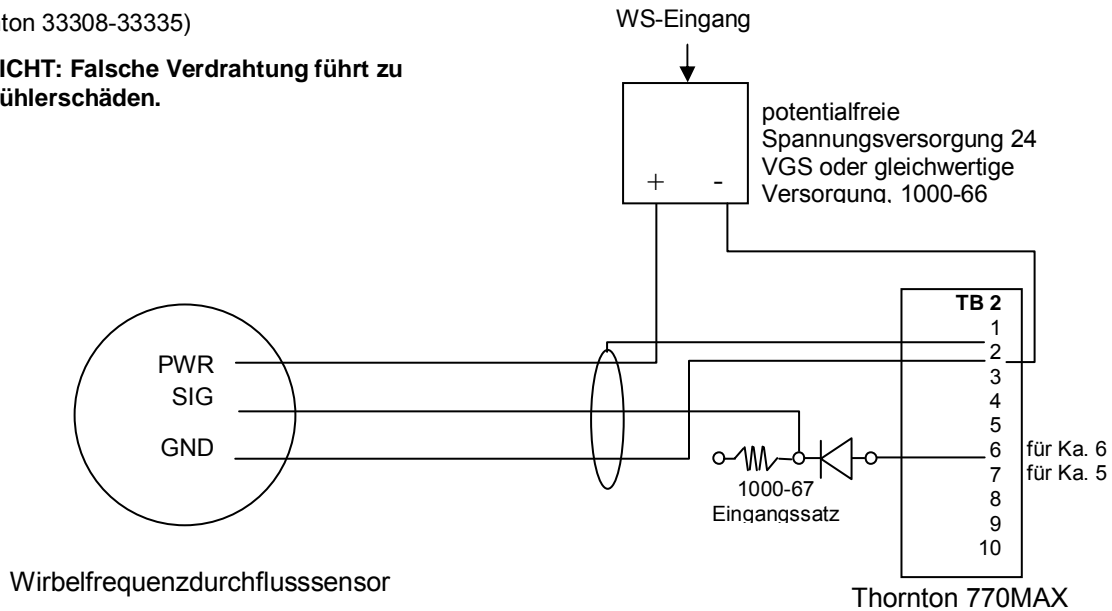 ton 33308-33335)
ICHT: Falsche Verdrahtung führt zu
ühlerschäden.
WS-Eingang
potentialfreie
Spannungsversorgung 24
VGS oder gleichwertige
Versorgung, 1000-66
+ -
PWR
SIG
GND
TB 2
1
2
3
4
5
6
7
8
9
10
für Ka. 6
für Ka. 5
1000-67
Eingangssatz
Wirbelfrequenzdurchflusssensor
Thornton 770MAX